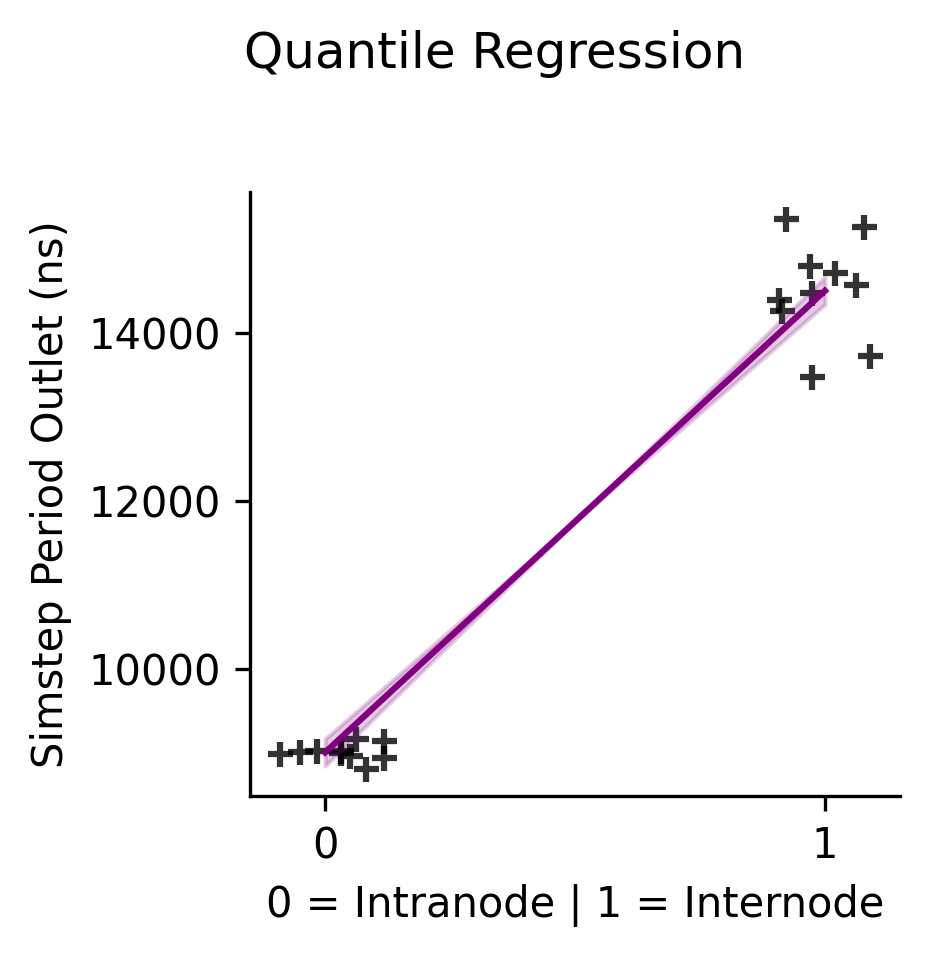 Quantile Regression
Simstep Period Outlet (ns)
14000
12000
10000
0
1
0 = Intranode | 1 = Internode